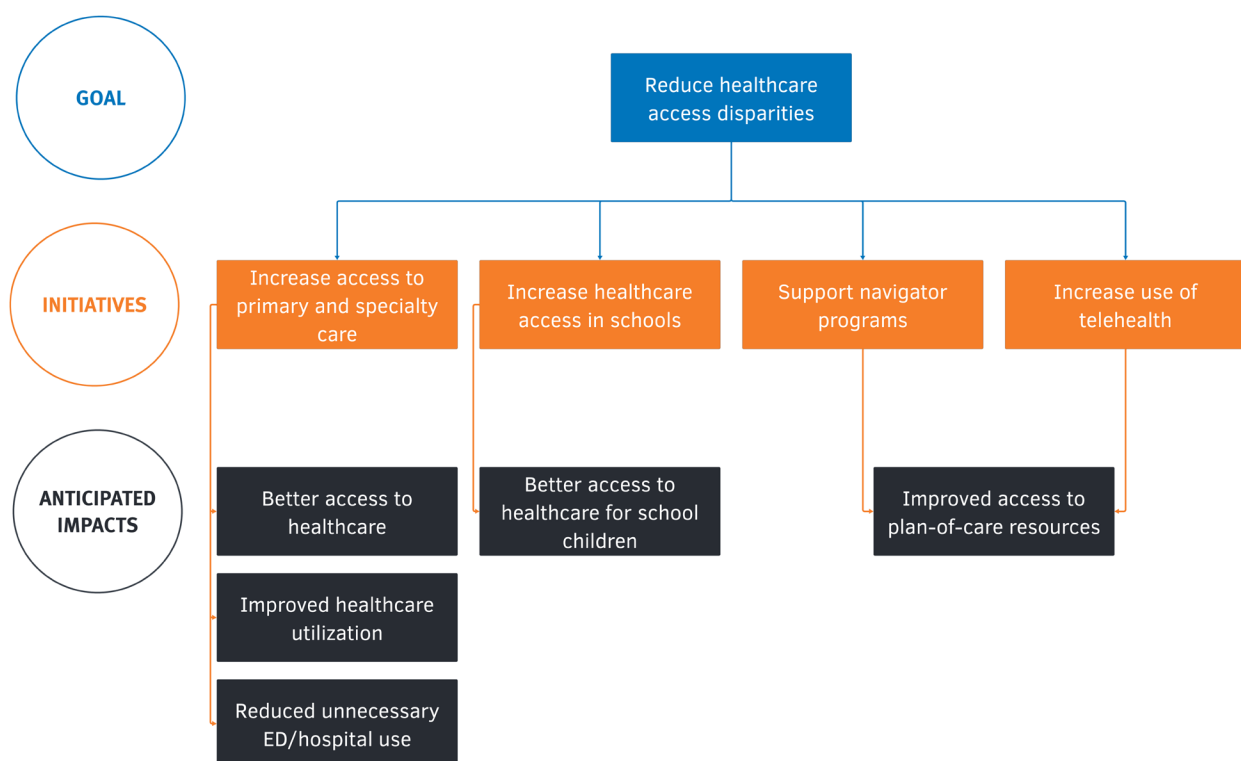 GOAL
Reduce healthcare
access disparities
INITIATIVES
Increase access to
primary and specialty
care
Increase healthcare
access in schools
Support navigator
programs
Increase use of
telehealth
ANTICIPATED
IMPACTS
Better access to
healthcare
Better access to
healthcare for school
children
Improved access to
plan-of-care resources
Improved healthcare
utilization
Reduced unnecessary
ED/hospital use